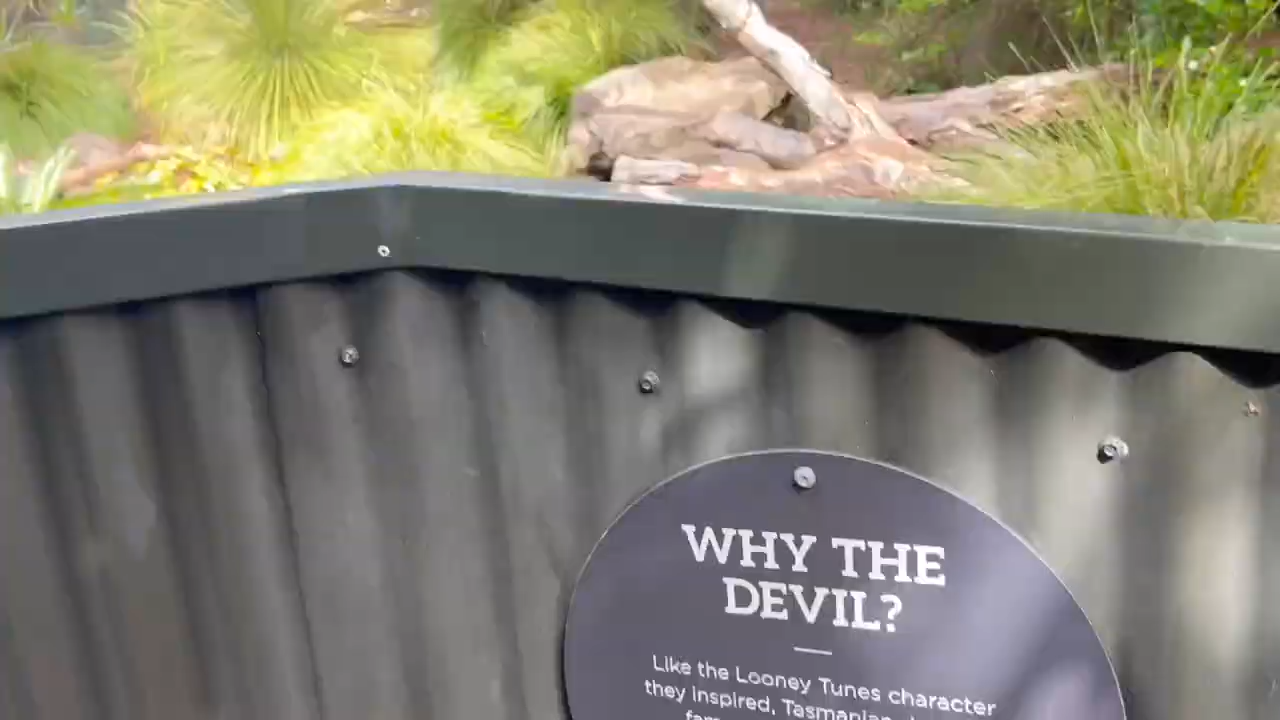 WHY THE
DEVIL?
Like the Looney Tunes character
they inspired, Tasmanian